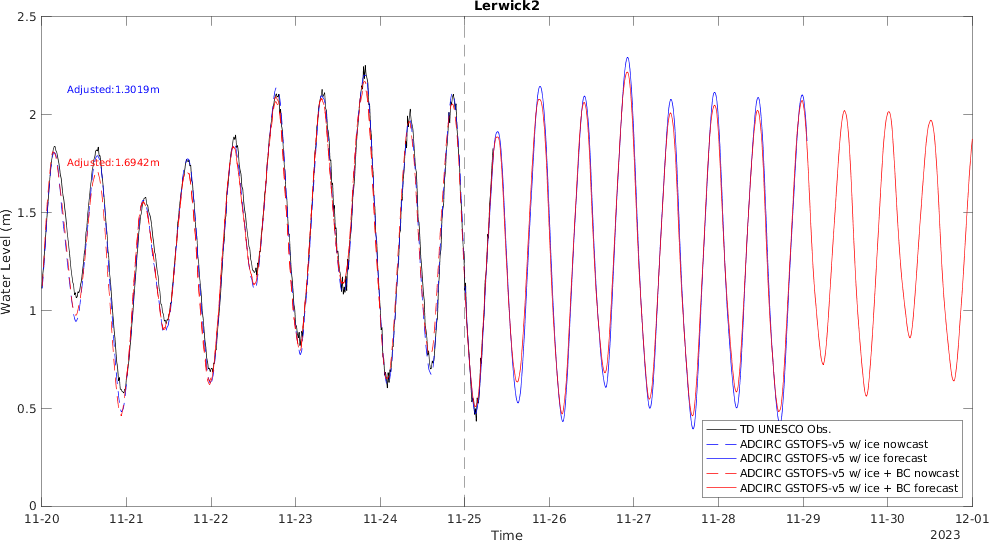 Lerwick2
2.5
2
1.5
1
0.5
0
Water Level (m)
Adjusted:1.3019m
Adjusted:1.6942m
TD UNESCO Obs.
ADCIRC GSTOFS-v5 w/ ice nowcast
ADCIRC GSTOFS-v5 w/ ice forecast
ADCIRC GSTOFS-v5 w/ ice + BC nowcast
ADCIRC GSTOFS-v5 w/ ice + BC forecast
11-20 11-21 11-22 11-23 11-24 11-25 11-26 11-27 11-28 11-29 11-30 12-01
Time
2023